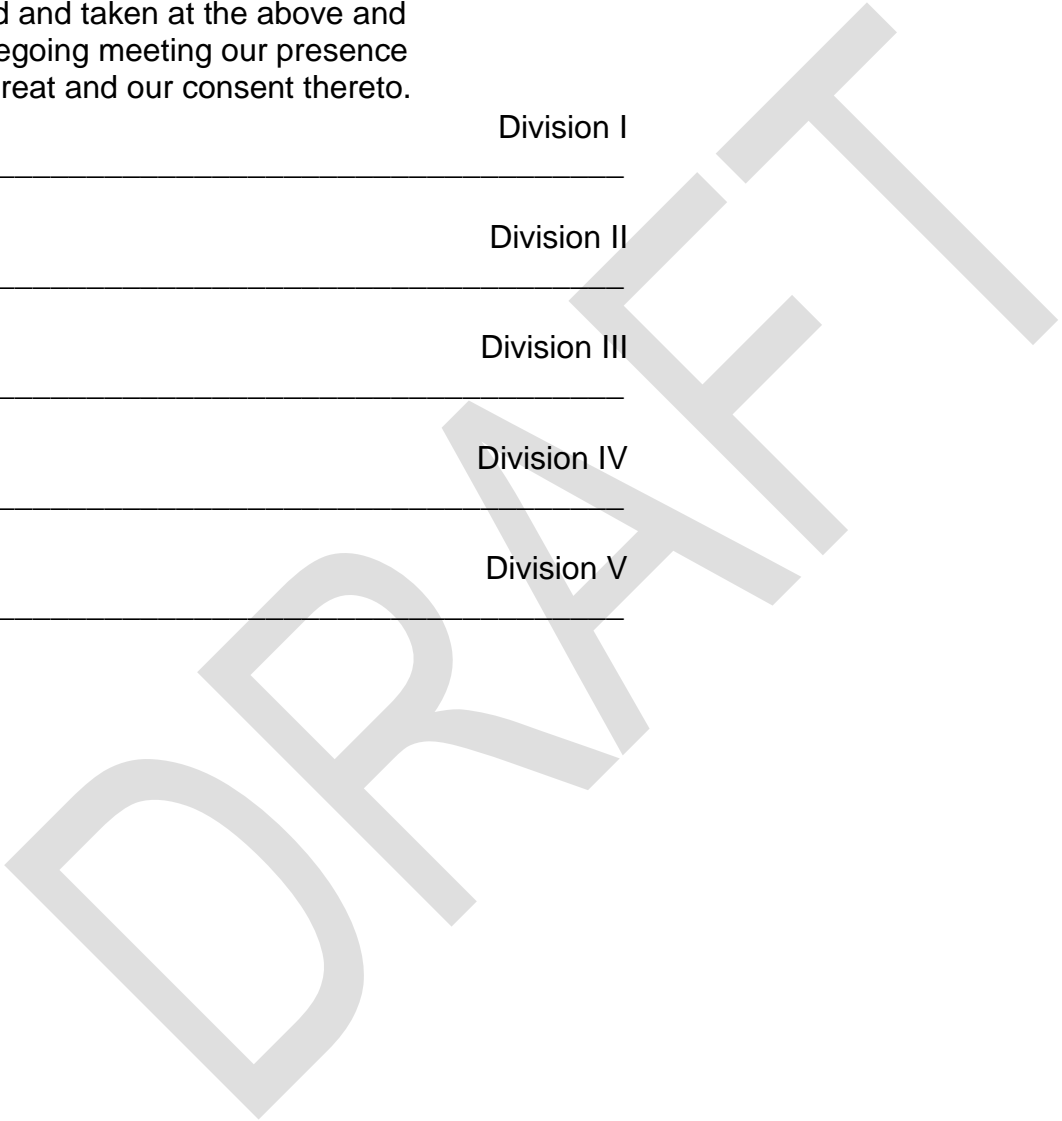 d and taken at the above and
egoing meeting our presence
reat and our consent thereto.
Division I
Division II
Division III
Division IV
Division V
DRAFT